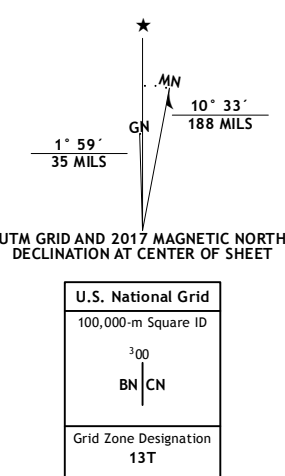 ★
MN
GN
10° 33´
188 MILS
1° 59´
35 MILS
UTM GRID AND 2017 MAGNETIC NORTH
DECLINATION AT CENTER OF SHEET
U.S. National Grid
100,000-m Square ID
³00
BN CN
Grid Zone Designation
13T